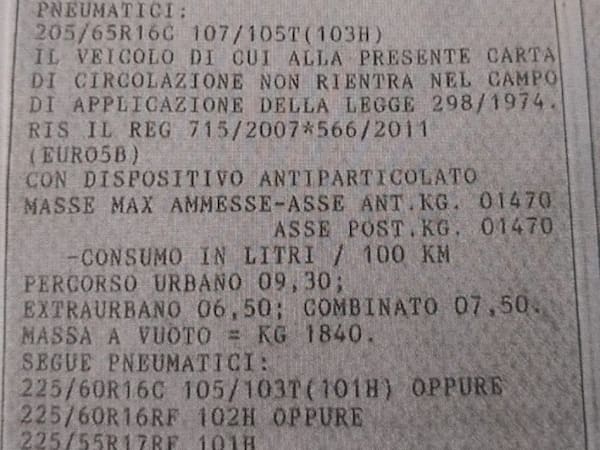 PNEUMATICI:
205/65R16C 107/105T(103H)
IL VEICOLO DI CUI ALLA PRESENTE CARTA
DI CIRCOLAZIONE NON RIENTRA NEL CAMPO
DI APPLICAZIONE DELLA LEGGE 298/1974.
RIS IL REG 715/2007*566/2011
(EURO5B)
CON DISPOSITIVO ANTIPARTICOLATO
MASSE MAX AMMESSE-ASSE ANT.KG. 01470
ASSE POST.KG. 01470
-CONSUMO IN LITRI / 100 KM
PERCORSO URBANO 09,30;
EXTRAURBANO 06,50; COMBINATO 07,50.
MASSA A VUOTO = KG 1840.
SEGUE PNEUMATICI:
225/60R16C 105/103T(101H) OPPURE
225/60R16RF 102H OPPURE
225/55R17RF 101H